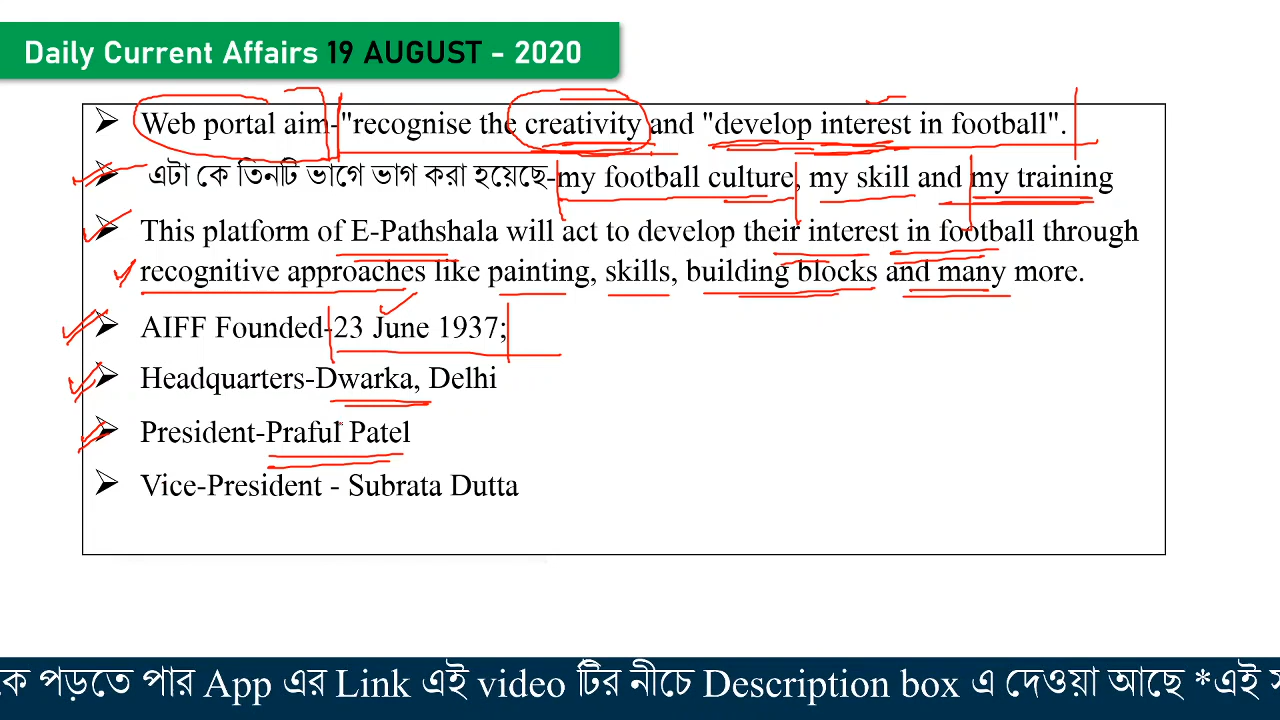 Daily Current Affairs 19 AUGUST - 2020
Web portal aim-"recognise the creativity and "develop interest in football".
এটা কে তিনটি ভাগে ভাগ করা হয়েছে-my football culture, my skill and my training
This platform of E-Pathshala will act to develop their interest in football through
recognitive approaches like painting, skills, building blocks and many more.
AIFF Founded-23 June 1937;
Headquarters-Dwarka, Delhi
President-Praful Patel
Vice-President - Subrata Dutta
কে পড়তে পার App এর Link এই video টির নীচে Description box এ দেওয়া আছে *এই